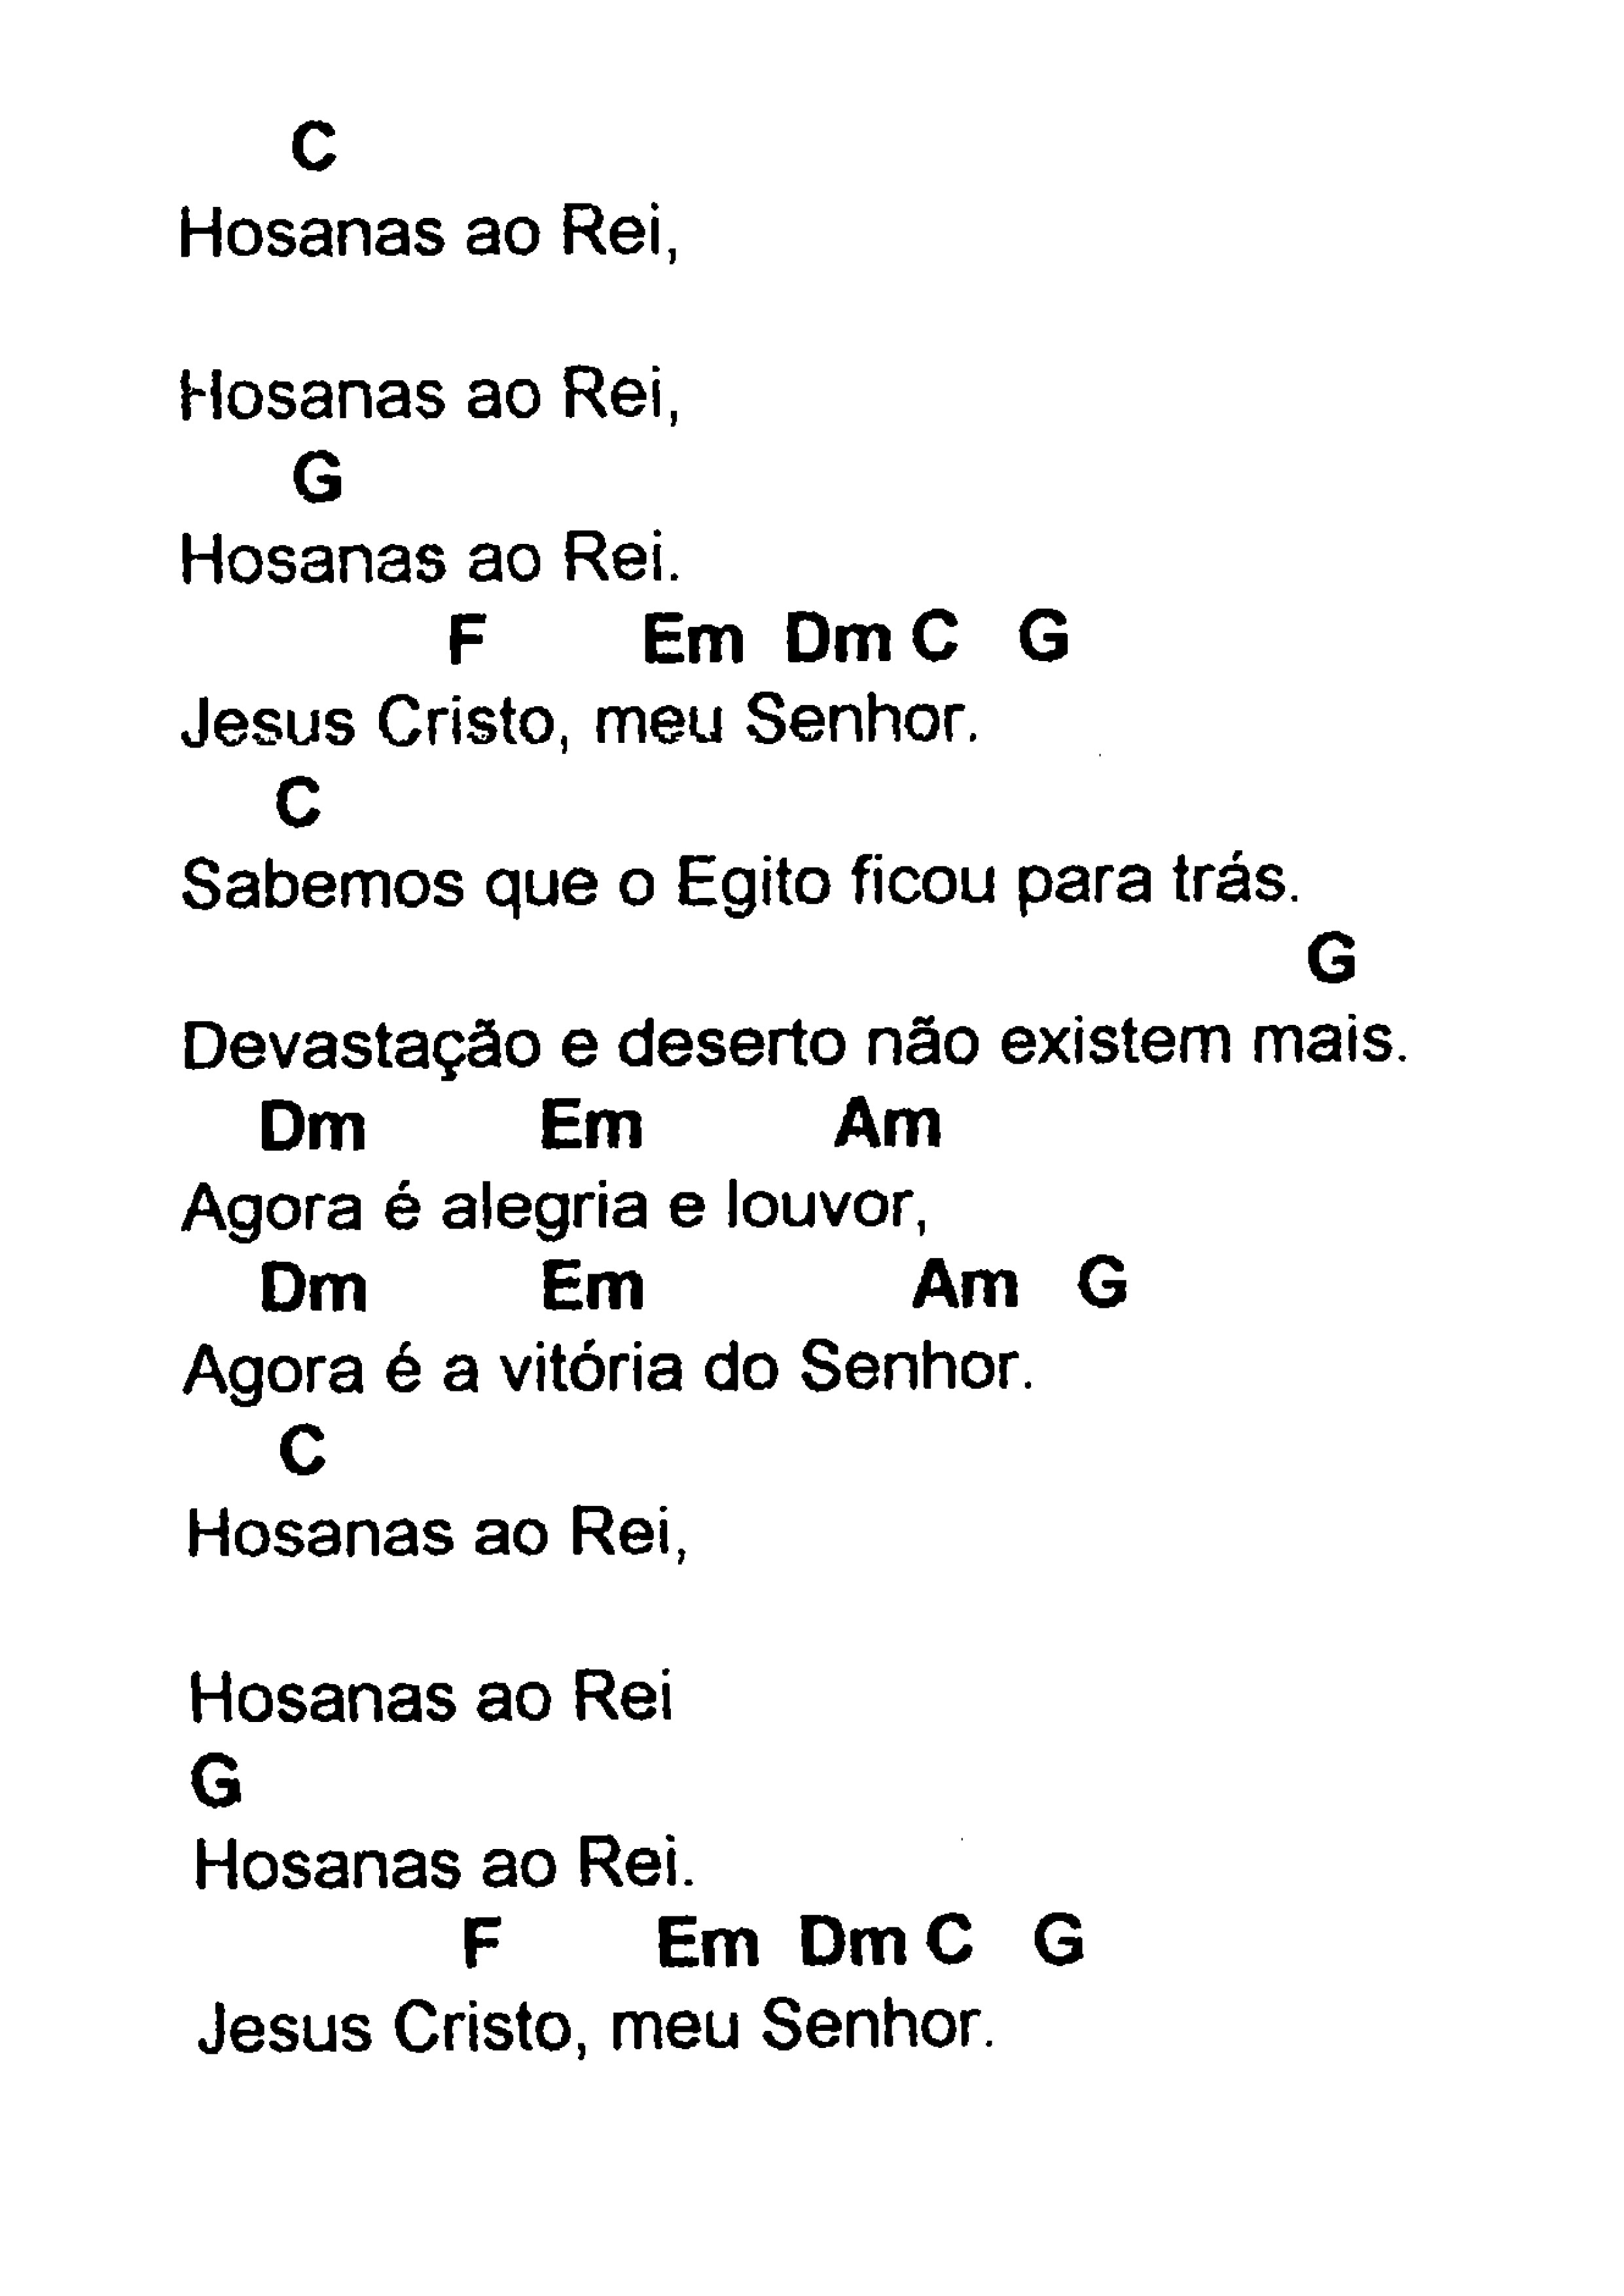 C
Hosanas ao Rei,
Hosanas ao Rei,
G
Hosanas ao Rei.
F Em Dm C G
Jesus Cristo, meu Senhor.
C
Sabemos que o Egito ficou para trás.
G
Devastação e deserto não existem mais.
Dm Em Am
Agora é alegria e louvor,
Dm Em Am G
Agora é a vitória do Senhor.
C
Hosanas ao Rei,
Hosanas ao Rei
G
Hosanas ao Rei.
F Em Dm C G
Jesus Cristo, meu Senhor.